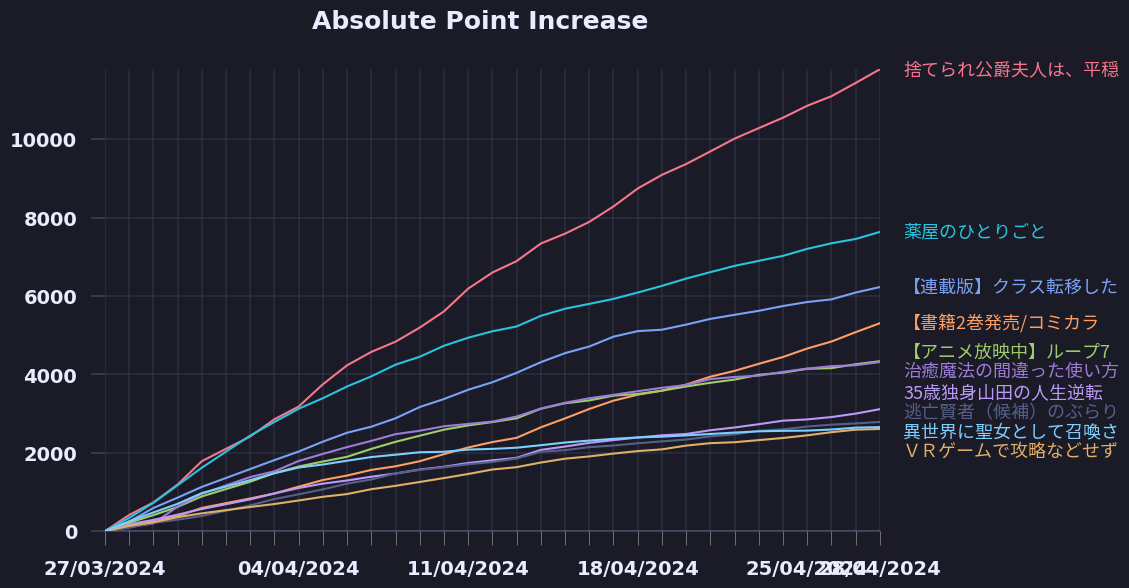 Absolute Point Increase
捨てられ公爵夫人は、平穏
10000
8000
薬屋のひとりごと
6000
【連載版】クラス転移した
【書籍2巻発売/コミカラ
【アニメ放映中】ループ7
4000
治癒魔法の間違った使い方
35歳独身山田の人生逆転
逃亡賢者（候補）のぶらり
異世界に聖女として召喚さ
2000
ＶＲゲームで攻略などせず
0
27/03/2024
04/04/2024
11/04/2024
18/04/2024
25/04/2024
28/04/2024